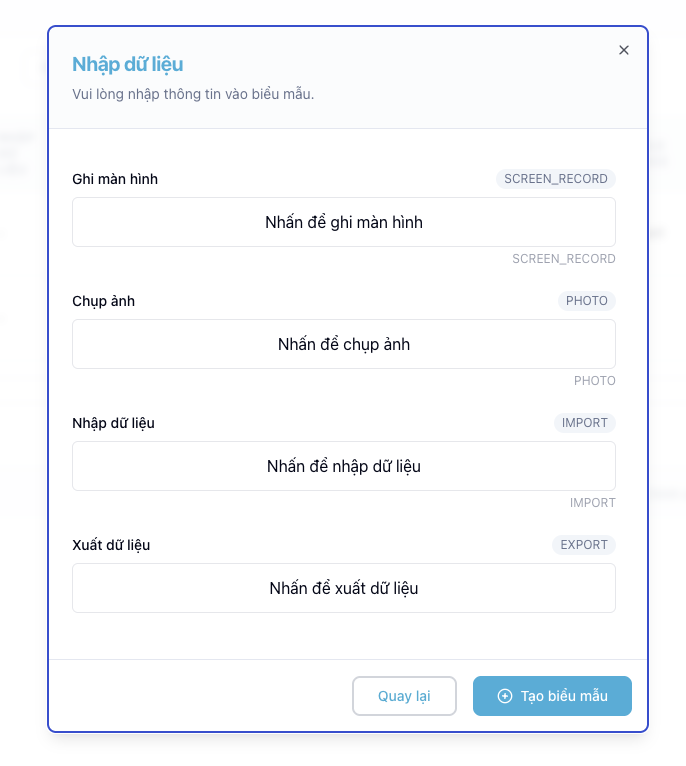 Nhập dữ liệu
Vui lòng nhập thông tin vào biểu mẫu.
Ghi màn hình
SCREEN_RECORD
Nhấn để ghi màn hình
SCREEN_RECORD
Chụp ảnh
PHOTO
Nhấn để chụp ảnh
PHOTO
Nhập dữ liệu
IMPORT
Nhấn để nhập dữ liệu
IMPORT
Xuất dữ liệu
EXPORT
Nhấn để xuất dữ liệu
Quay lại
Tạo biểu mẫu